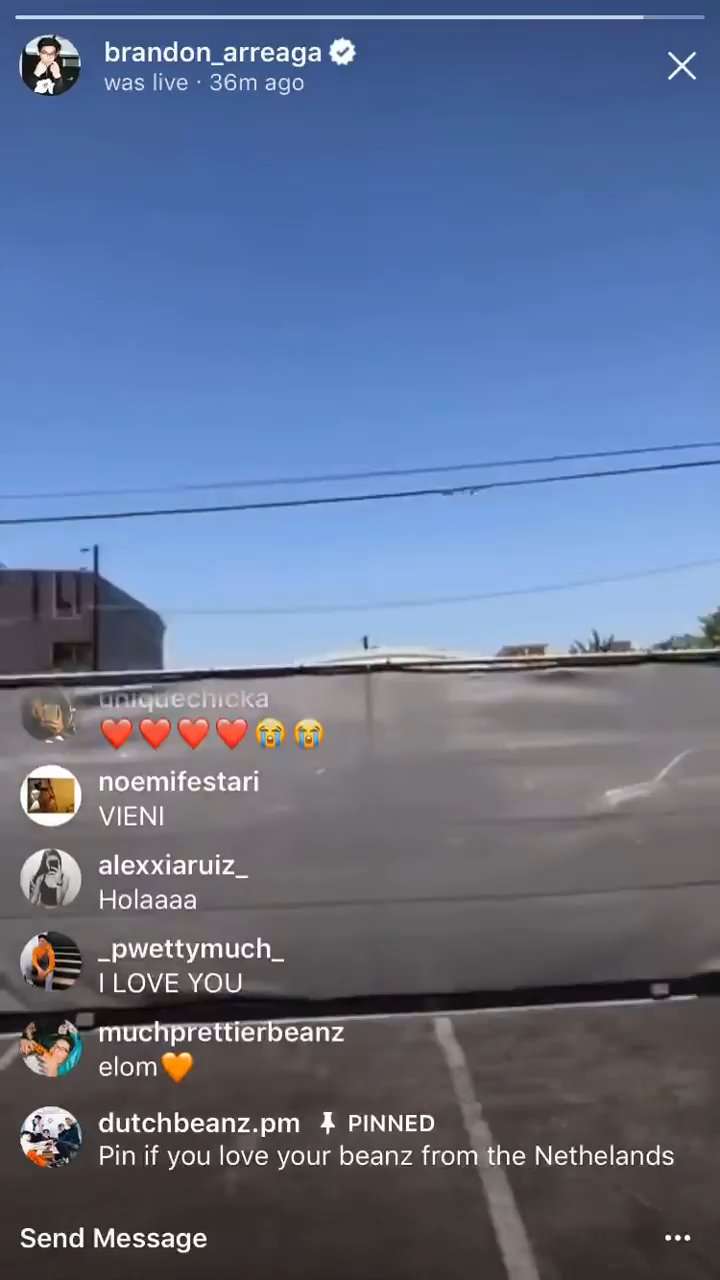 brandon_arreaga
was live · 36m ago
uniquechicka
❤️❤️❤️❤️😭😭
noemifestari
VIENI
alexxiaruiz_
Holaaaa
_pwettymuch_
I LOVE YOU
muchprettierbeanz
elom🧡
dutchbeanz.pm 📌 PINNED
Pin if you love your beanz from the Nethelands
Send Message